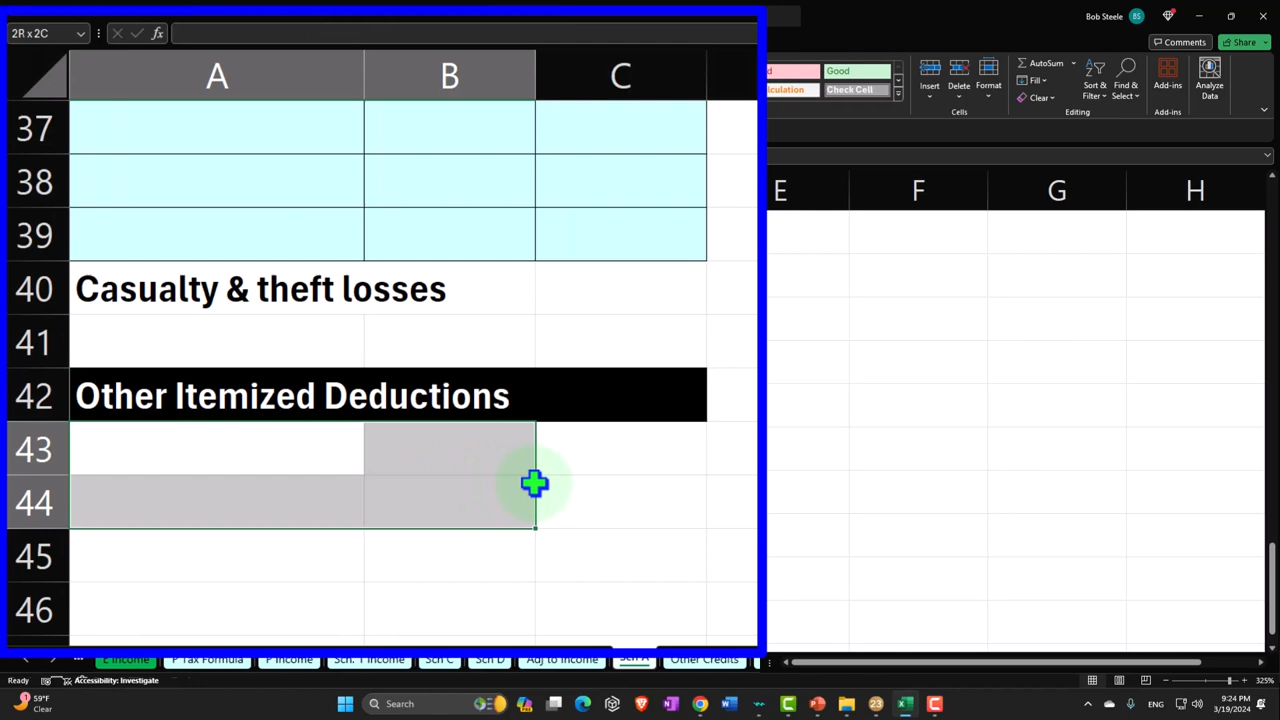 2R x 2C
Bob Steele BS
Comments
Share
Good
Check Cell
Insert
Delete
Format
Cells
AutoSum
Fill
Clear
Sort & Filter
Find & Select
Editing
Add-ins
Add-ins
Analyze Data
A B C E F G H
37
38
39
40 Casualty & theft losses
41
42 Other Itemized Deductions
43
44
45
46
E Income P Tax Formula P Income Sch. 1 Income Sch C Sch D Adj to Income Sch A Other Credits
Ready Accessibility: Investigate 325%
59°F
Clear
Search
ENG
9:24 PM
3/19/2024